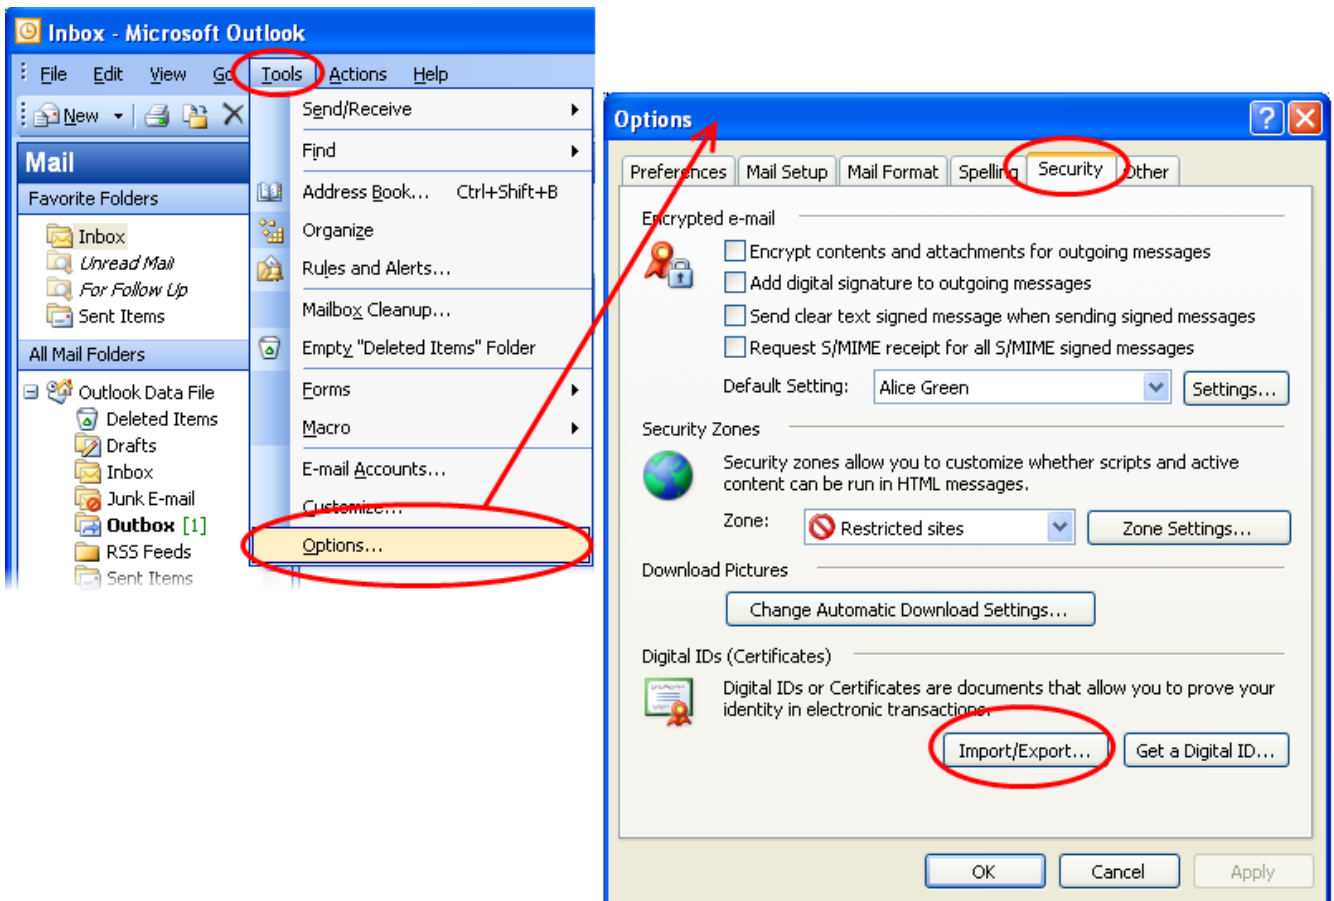 Inbox - Microsoft Outlook
File Edit View Go Tools Actions Help
New
Mail
Favorite Folders
Inbox
Unread Mail
For Follow Up
Sent Items
All Mail Folders
Outlook Data File
Deleted Items
Drafts
Inbox
Junk E-mail
Outbox [1]
RSS Feeds
Sent Items
Send/Receive
Find
Address Book... Ctrl+Shift+B
Organize
Rules and Alerts...
Mailbox Cleanup...
Empty "Deleted Items" Folder
Forms
Macro
E-mail Accounts...
Customize...
Options...
Options
Preferences Mail Setup Mail Format Spelling Security Other
Encrypted e-mail
Encrypt contents and attachments for outgoing messages
Add digital signature to outgoing messages
Send clear text signed message when sending signed messages
Request S/MIME receipt for all S/MIME signed messages
Default Setting: Alice Green Settings...
Security Zones
Security zones allow you to customize whether scripts and active
content can be run in HTML messages.
Zone: Restricted sites Zone Settings...
Download Pictures
Change Automatic Download Settings...
Digital IDs (Certificates)
Digital IDs or Certificates are documents that allow you to prove your
identity in electronic transactions.
Import/Export... Get a Digital ID...
OK Cancel Apply